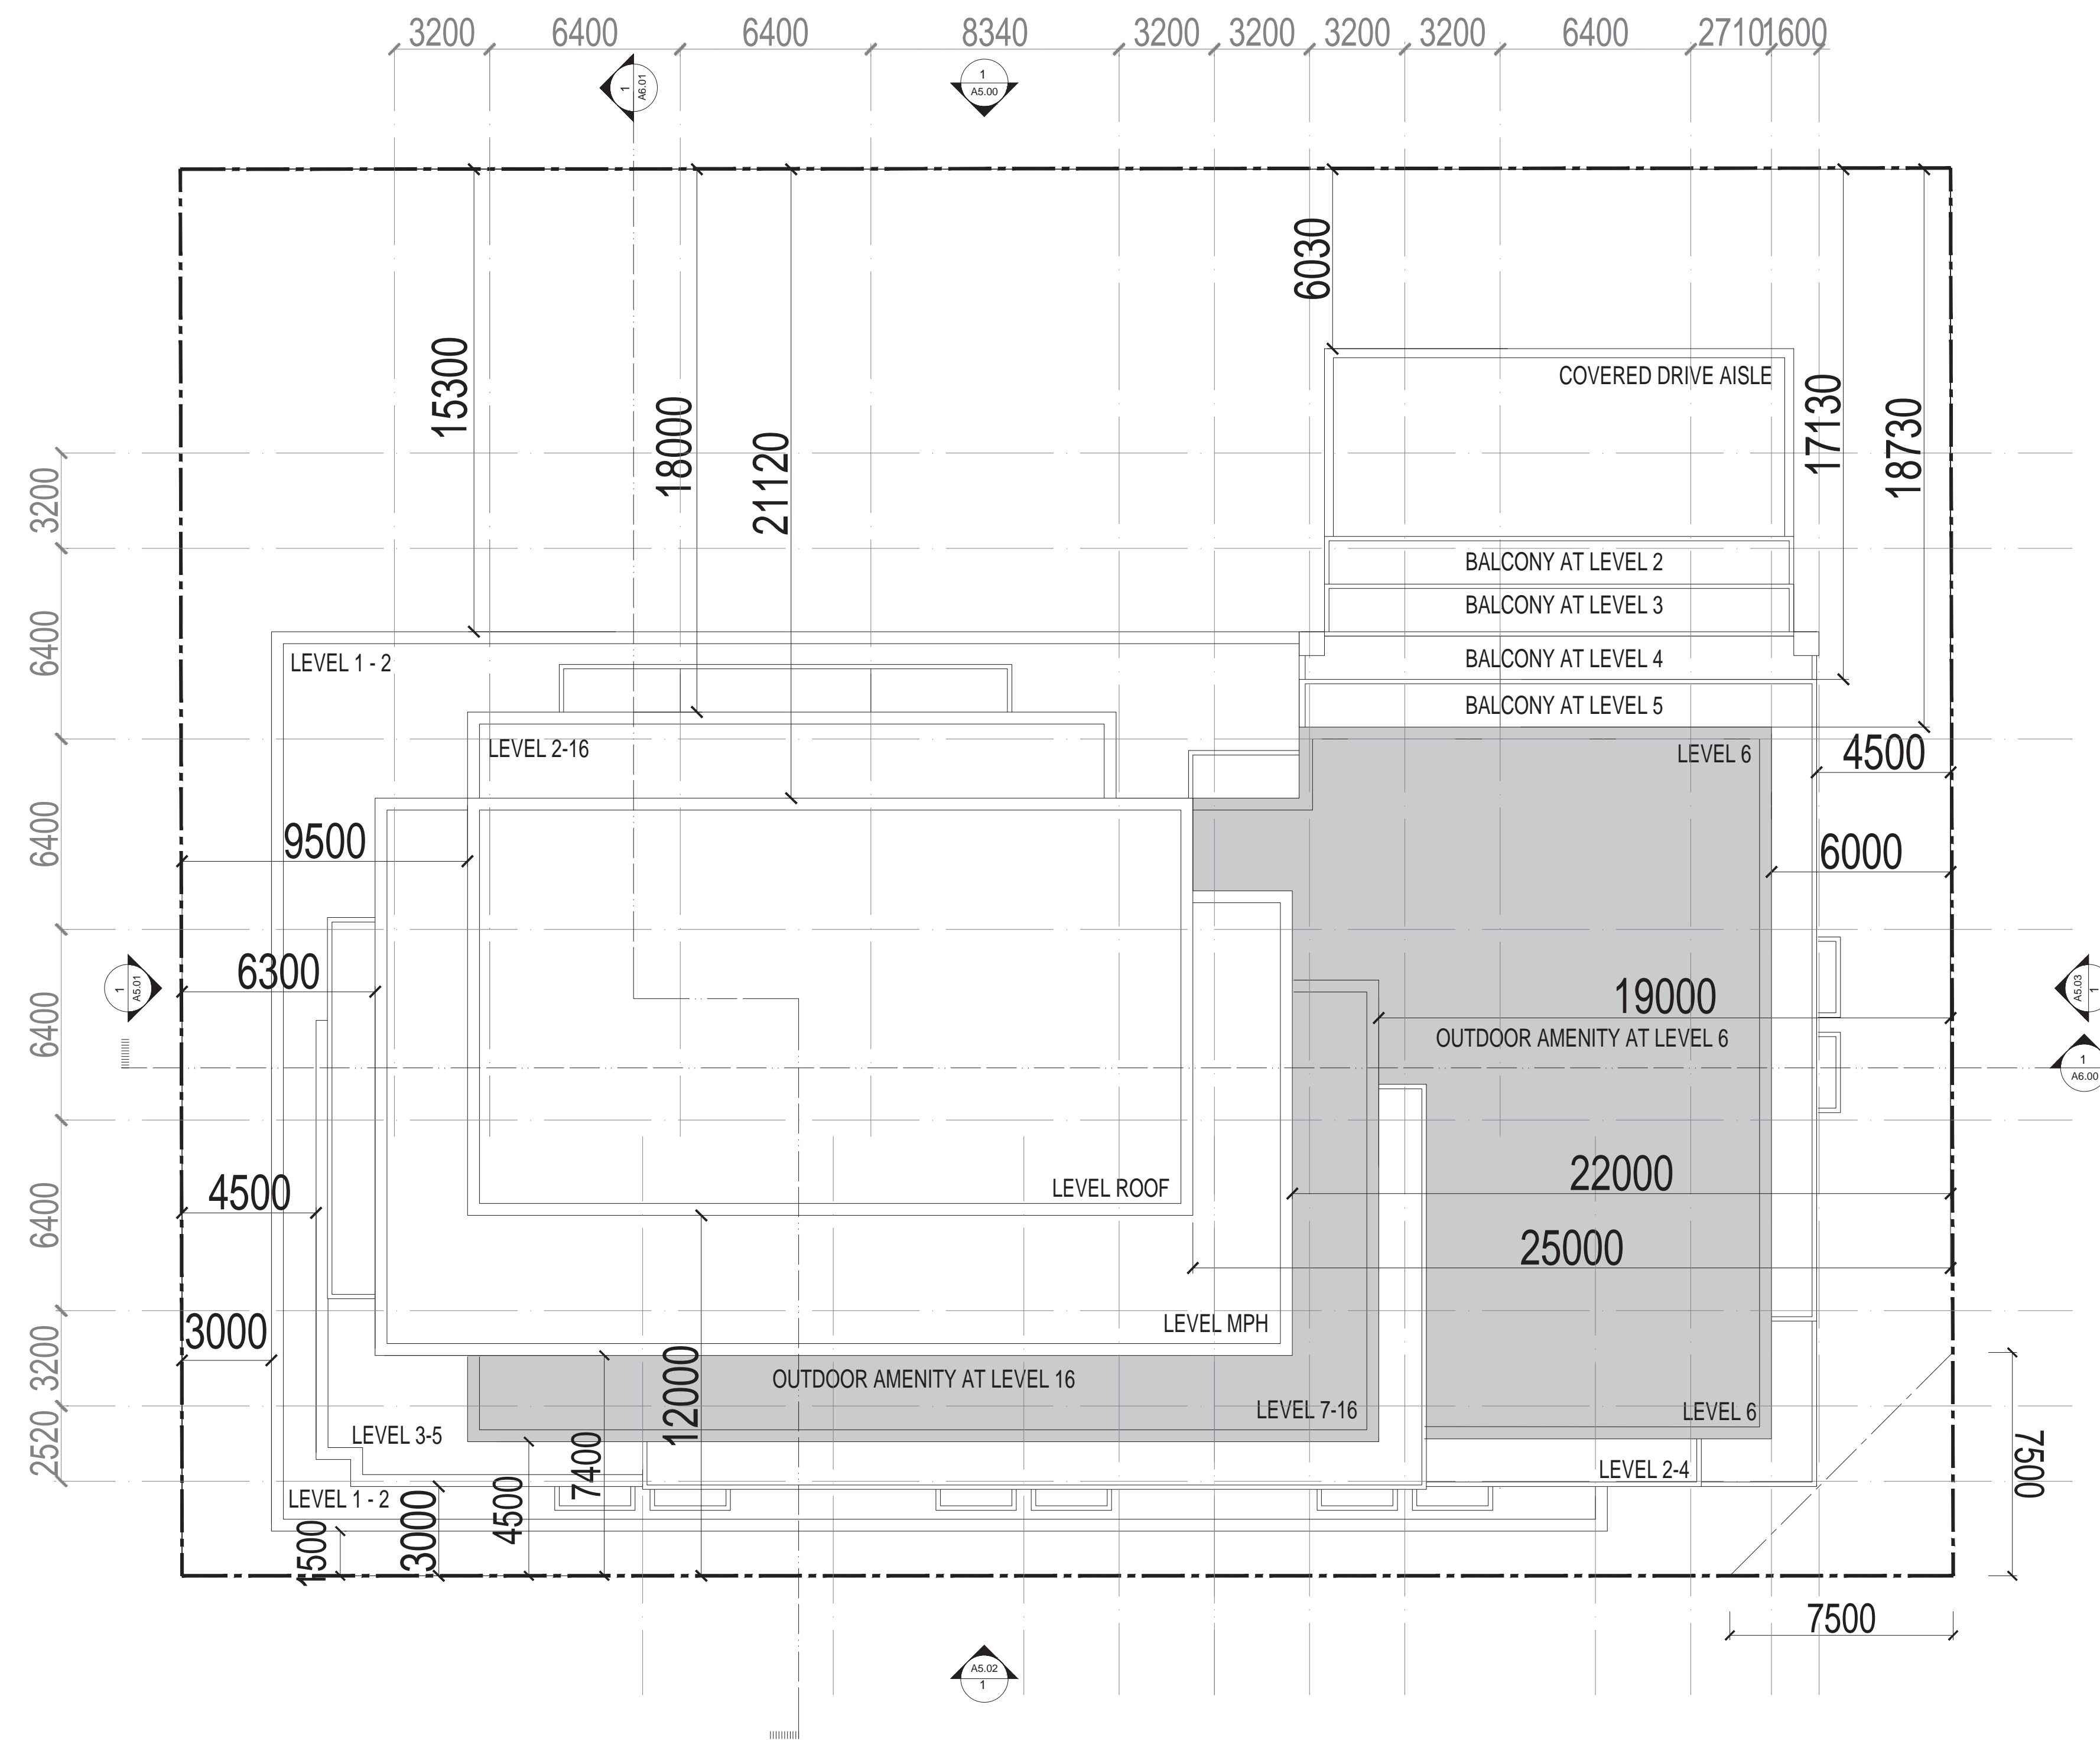 3200 6400 6400 8340 3200 3200 3200 3200 6400 2710 1600
1 A6.01
1
A5.00
6030
15300
18000
21120
17130
18730
COVERED DRIVE AISLE
3200
BALCONY AT LEVEL 2
BALCONY AT LEVEL 3
6400
LEVEL 1 - 2
BALCONY AT LEVEL 4
BALCONY AT LEVEL 5
LEVEL 2-16
LEVEL 6
4500
6400
9500
6000
6300
1 A5.01
A5.03 1
19000
6400
OUTDOOR AMENITY AT LEVEL 6
1
A6.00
22000
4500
LEVEL ROOF
6400
25000
3000
LEVEL MPH
3200
12000
OUTDOOR AMENITY AT LEVEL 16
LEVEL 7-16
LEVEL 6
LEVEL 3-5
2520
7400
7500
LEVEL 2-4
LEVEL 1 - 2
4500
3000
1500
7500
A5.02
1